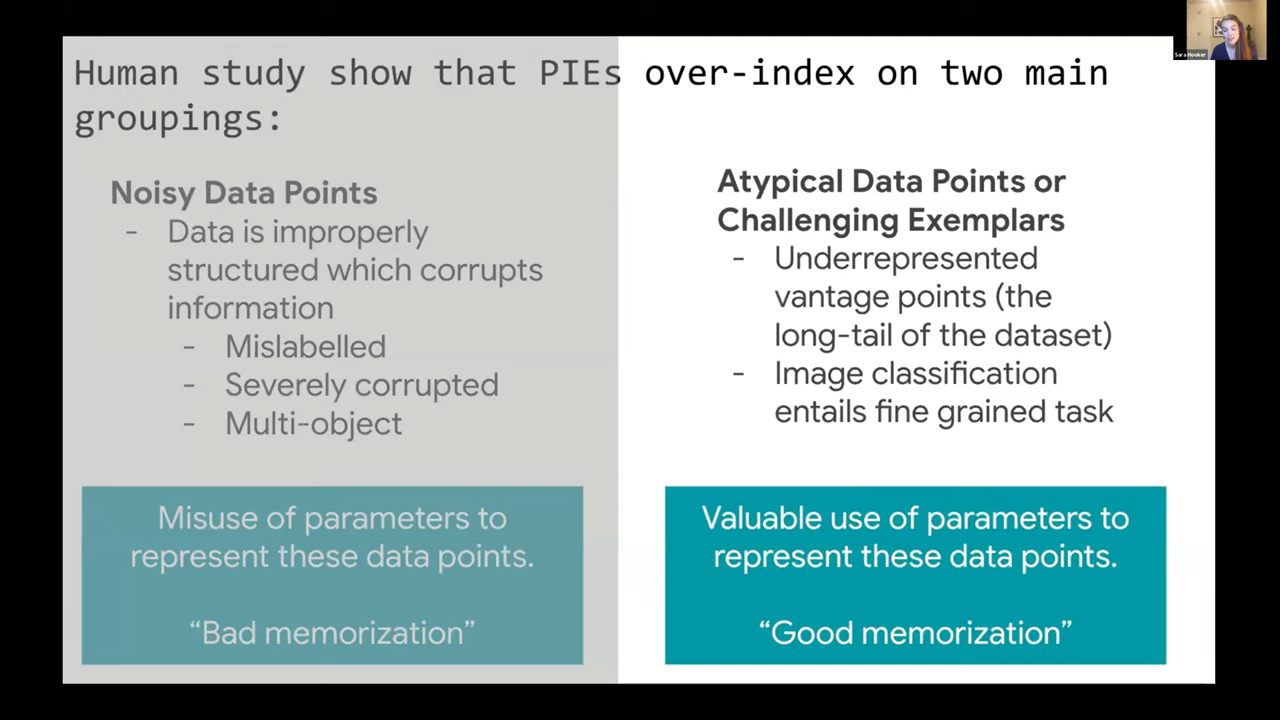 Human study show that PIEs over-index on two main
groupings:
Noisy Data Points
- Data is improperly
structured which corrupts
information
- Mislabelled
- Severely corrupted
- Multi-object
Misuse of parameters to
represent these data points.
“Bad memorization”
Atypical Data Points or
Challenging Exemplars
- Underrepresented
vantage points (the
long-tail of the dataset)
- Image classification
entails fine grained task
Valuable use of parameters to
represent these data points.
“Good memorization”
Sara Hooker